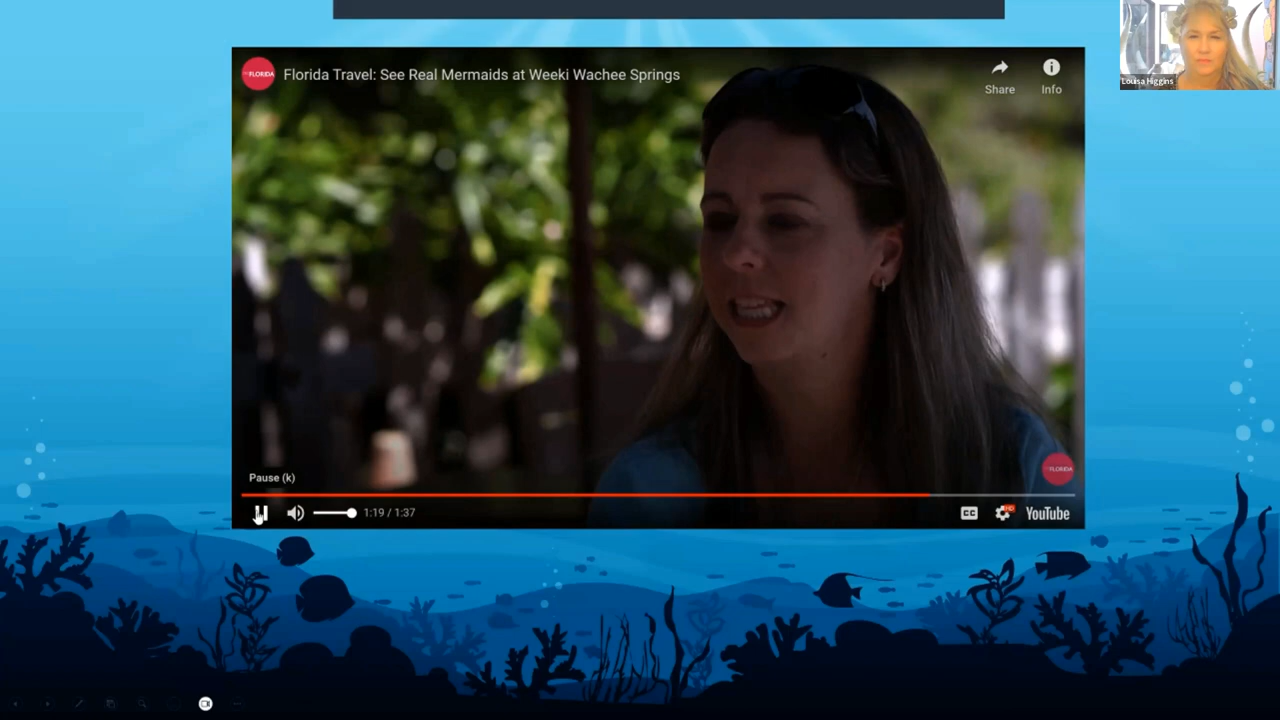 FLORIDA
Florida Travel: See Real Mermaids at Weeki Wachee Springs
Share
Info
Louisa Higgins
FLORIDA
Pause (k)
1:19 / 1:37
CC
HD
YouTube